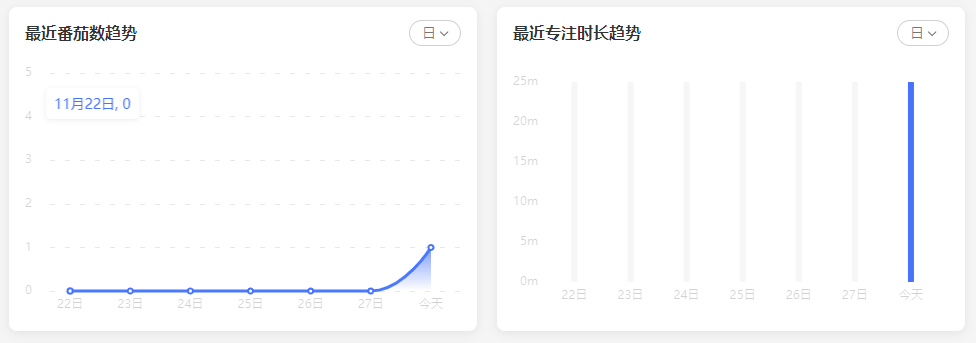 最近番茄数趋势
日
5
11月22日, 0
4
3
2
1
0
22日
23日
24日
25日
26日
27日
今天
最近专注时长趋势
日
25m
20m
15m
10m
5m
0m
22日
23日
24日
25日
26日
27日
今天